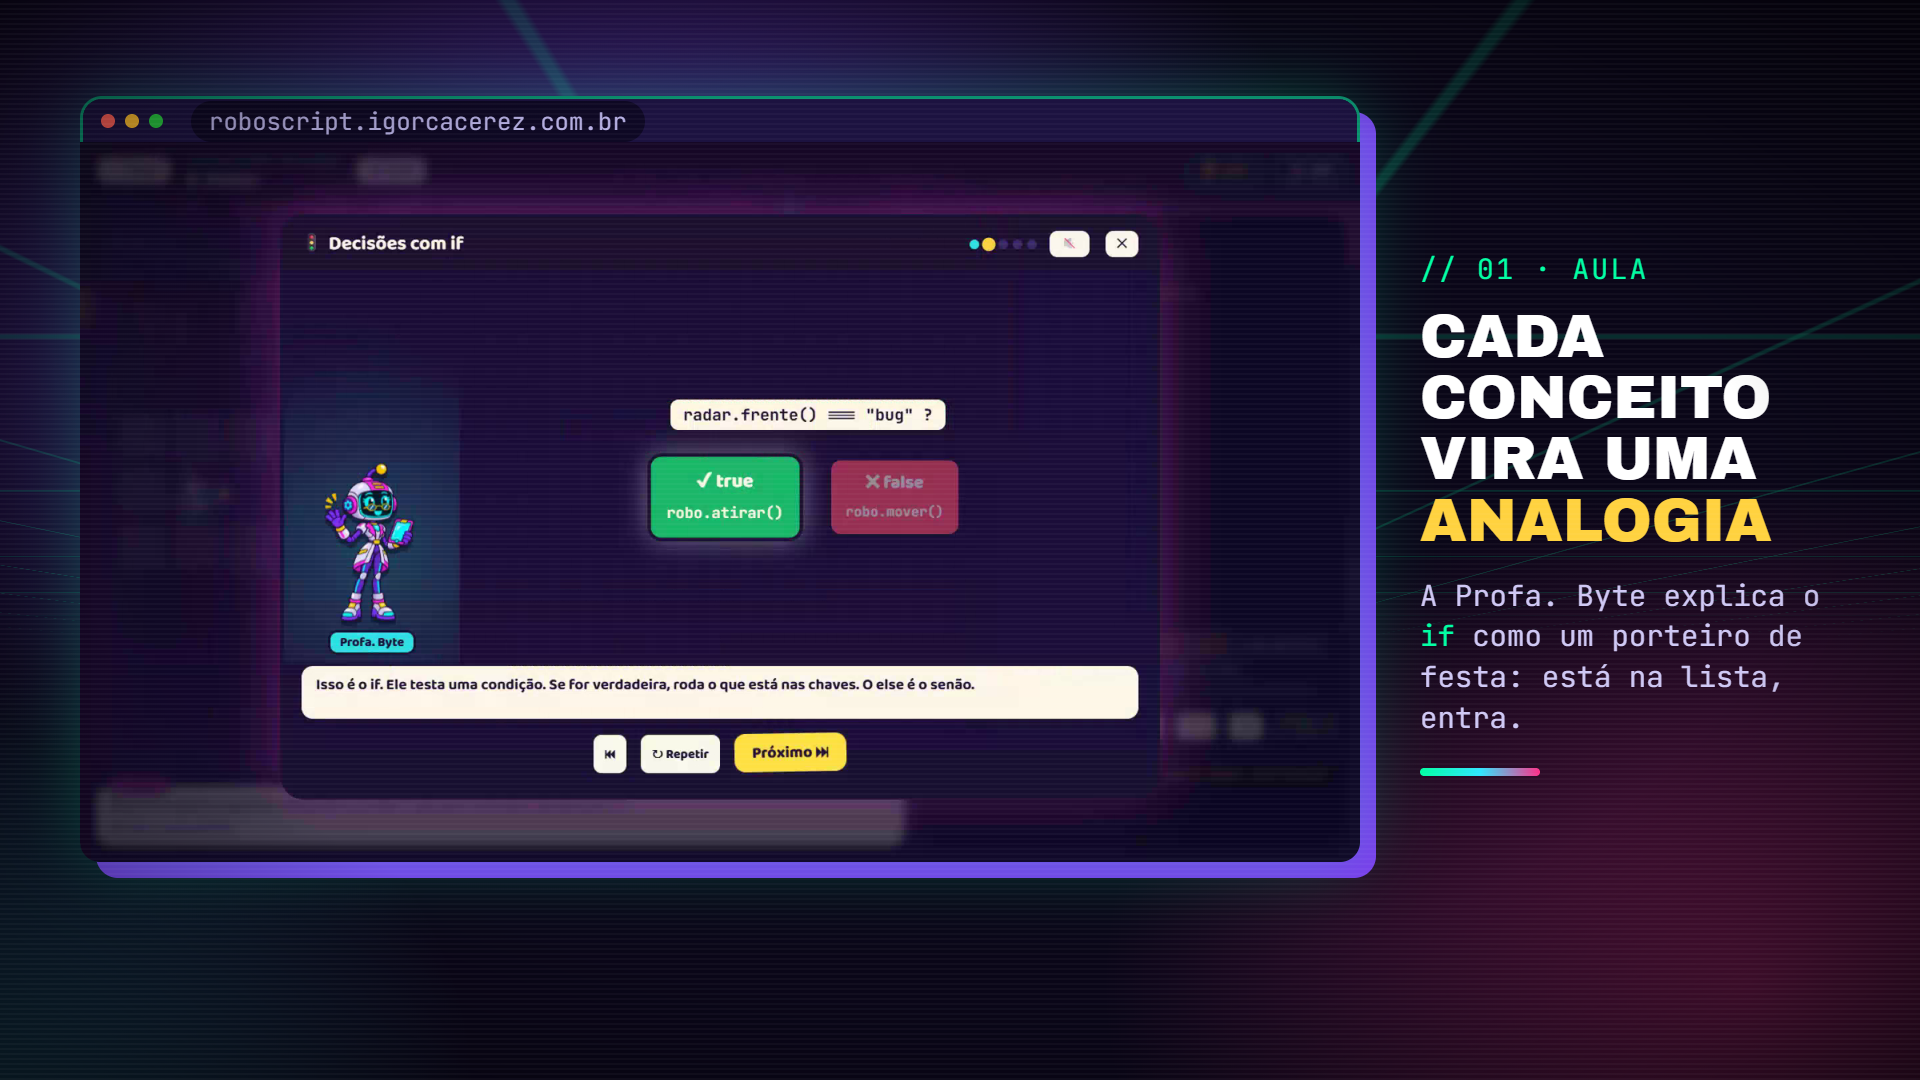 roboscript.igorcacerez.com.br
Decisões com if
radar.frente() === "bug" ?
✓ true
robo.atirar()
✕ false
robo.mover()
Profa. Byte
Isso é o if. Ele testa uma condição. Se for verdadeira, roda o que está nas chaves. O else é o senão.
↻ Repetir
Próximo ⏭
// 01 · AULA
CADA
CONCEITO
VIRA UMA
ANALOGIA
A Profa. Byte explica o
if como um porteiro de
festa: está na lista,
entra.